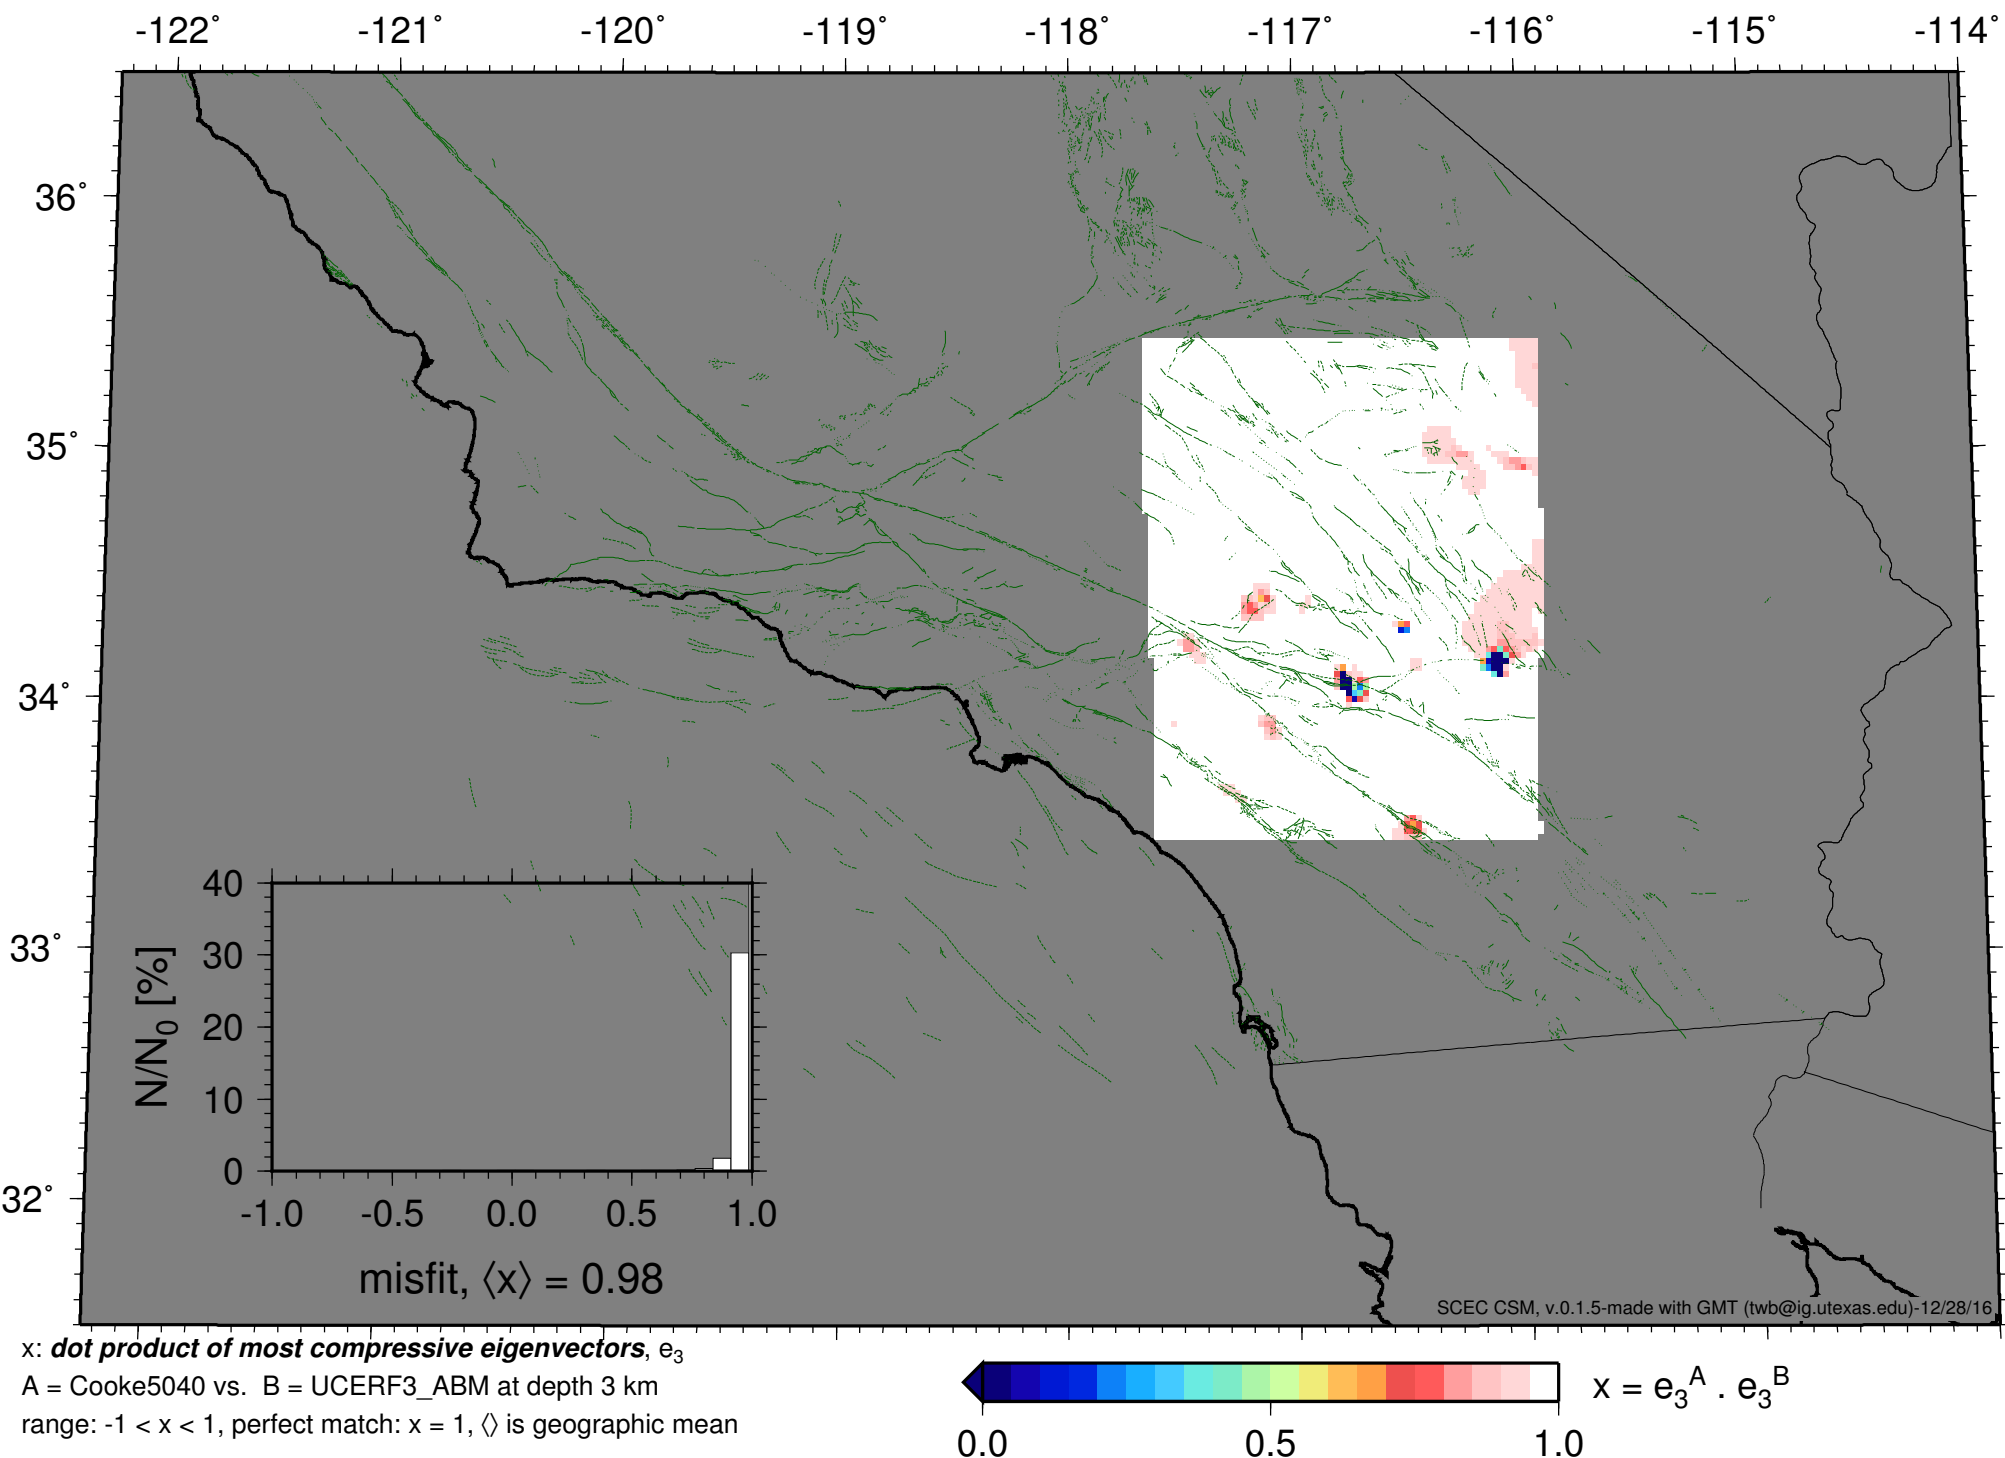 -122˚ -121˚ -120˚ -119˚ -118˚ -117˚ -116˚ -115˚ -114˚
36˚
35˚
34˚
33˚
32˚
40
30
20
10
0
N/N0 [%]
-1.0 -0.5 0.0 0.5 1.0
misfit, ⟨x⟩ = 0.98
SCEC CSM, v.0.1.5-made with GMT (twb@ig.utexas.edu)-12/28/16
x: dot product of most compressive eigenvectors, e3
A = Cooke5040 vs. B = UCERF3_ABM at depth 3 km
range: -1 < x < 1, perfect match: x = 1, ⟨⟩ is geographic mean
x = e3A . e3B
0.0 0.5 1.0